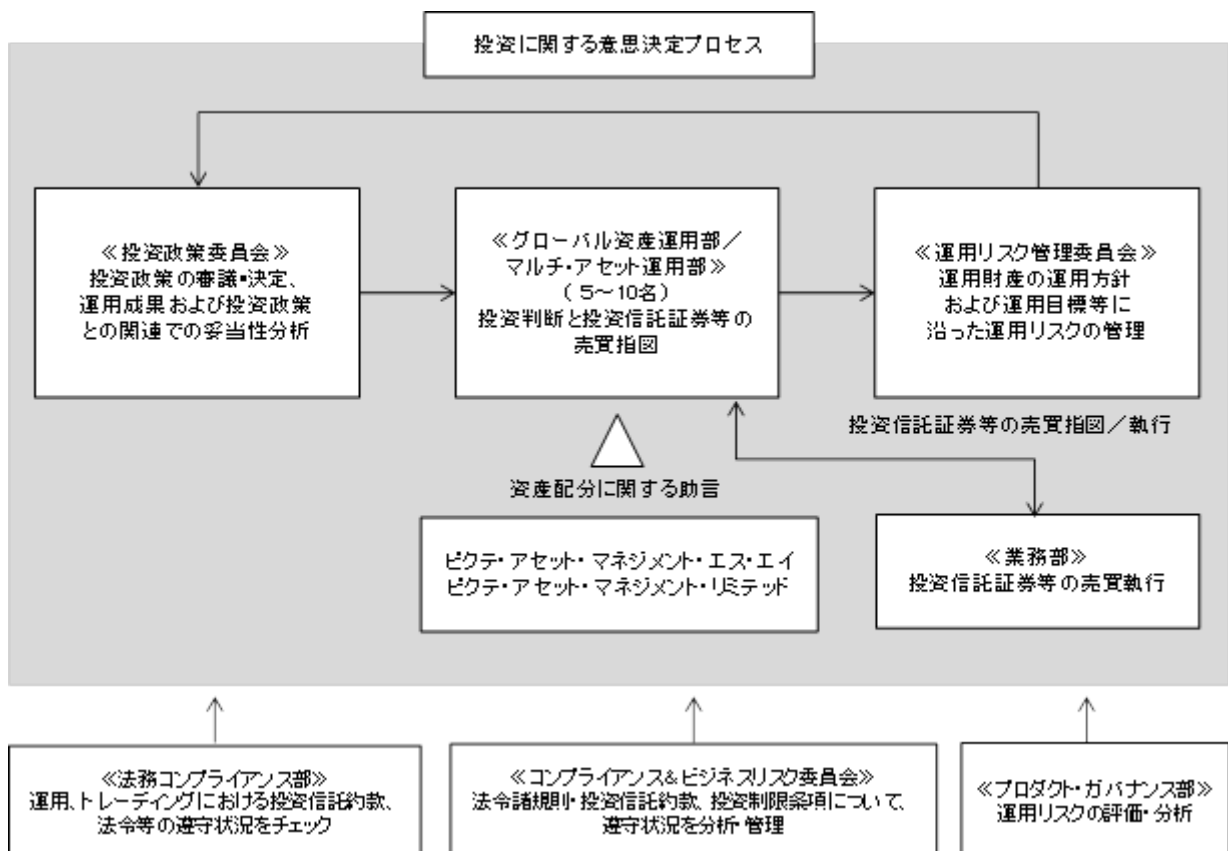 投資に関する意思決定プロセス
≪投資政策委員会≫
投資政策の審議・決定、
運用成果および投資政策
との関連での妥当性分析
≪グローバル資産運用部／
マルチ・アセット運用部≫
（5～10名）
投資判断と投資信託証券等の
売買指図
≪運用リスク管理委員会≫
運用財産の運用方針
および運用目標等に
沿った運用リスクの管理
投資信託証券等の売買指図／執行
資産配分に関する助言
ピクテ・アセット・マネジメント・エス・エイ
ピクテ・アセット・マネジメント・リミテッド
≪業務部≫
投資信託証券等の売買執行
≪法務コンプライアンス部≫
運用、トレーディングにおける投資信託約款、
法令等の遵守状況をチェック
≪コンプライアンス&ビジネスリスク委員会≫
法令諸規則・投資信託約款、投資制限条項について、
遵守状況を分析・管理
≪プロダクト・ガバナンス部≫
運用リスクの評価・分析